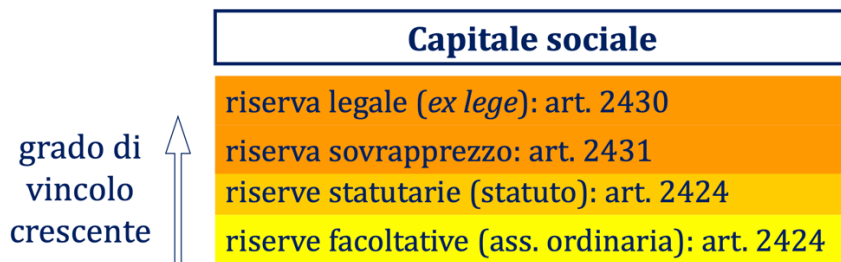 Capitale sociale
riserva legale (ex lege): art. 2430
riserva sovrapprezzo: art. 2431
riserve statutarie (statuto): art. 2424
riserve facoltative (ass. ordinaria): art. 2424
grado di
vincolo
crescente